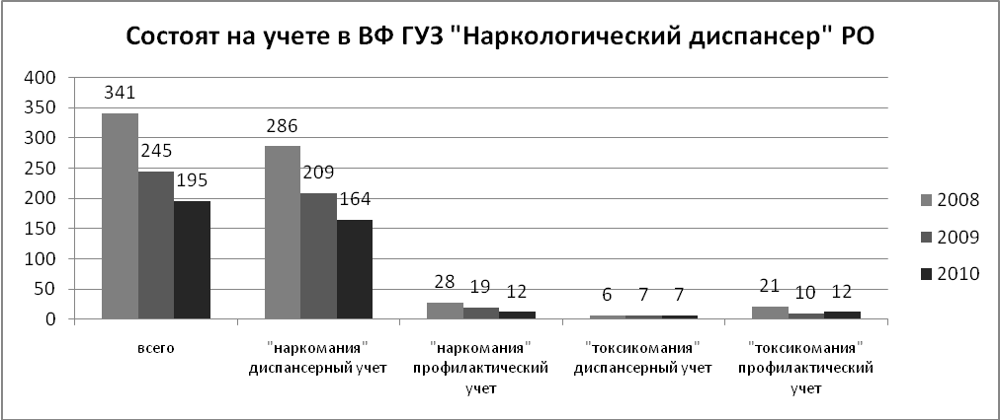 Состоят на учете в ВФ ГУЗ "Наркологический диспансер" РО
400
350
300
250
200
150
100
50
0
341
245
195
286
209
164
28
19
12
6
7
7
21
10
12
всего
"наркомания"
диспансерный учет
"наркомания"
профилактический
учет
"токсикомания"
диспансерный учет
"токсикомания"
профилактический
учет
2008
2009
2010